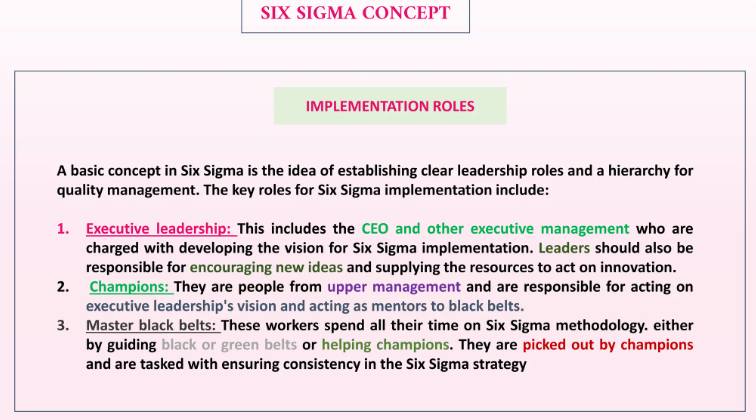 SIX SIGMA CONCEPT
IMPLEMENTATION ROLES
A basic concept in Six Sigma is the idea of establishing clear leadership roles and a hierarchy for
quality management. The key roles for Six Sigma implementation include:
1. Executive leadership: This includes the CEO and other executive management who are
charged with developing the vision for Six Sigma implementation. Leaders should also be
responsible for encouraging new ideas and supplying the resources to act on innovation.
2. Champions: They are people from upper management and are responsible for acting on
executive leadership's vision and acting as mentors to black belts.
3. Master black belts: These workers spend all their time on Six Sigma methodology. either
by guiding black or green belts or helping champions. They are picked out by champions
and are tasked with ensuring consistency in the Six Sigma strategy